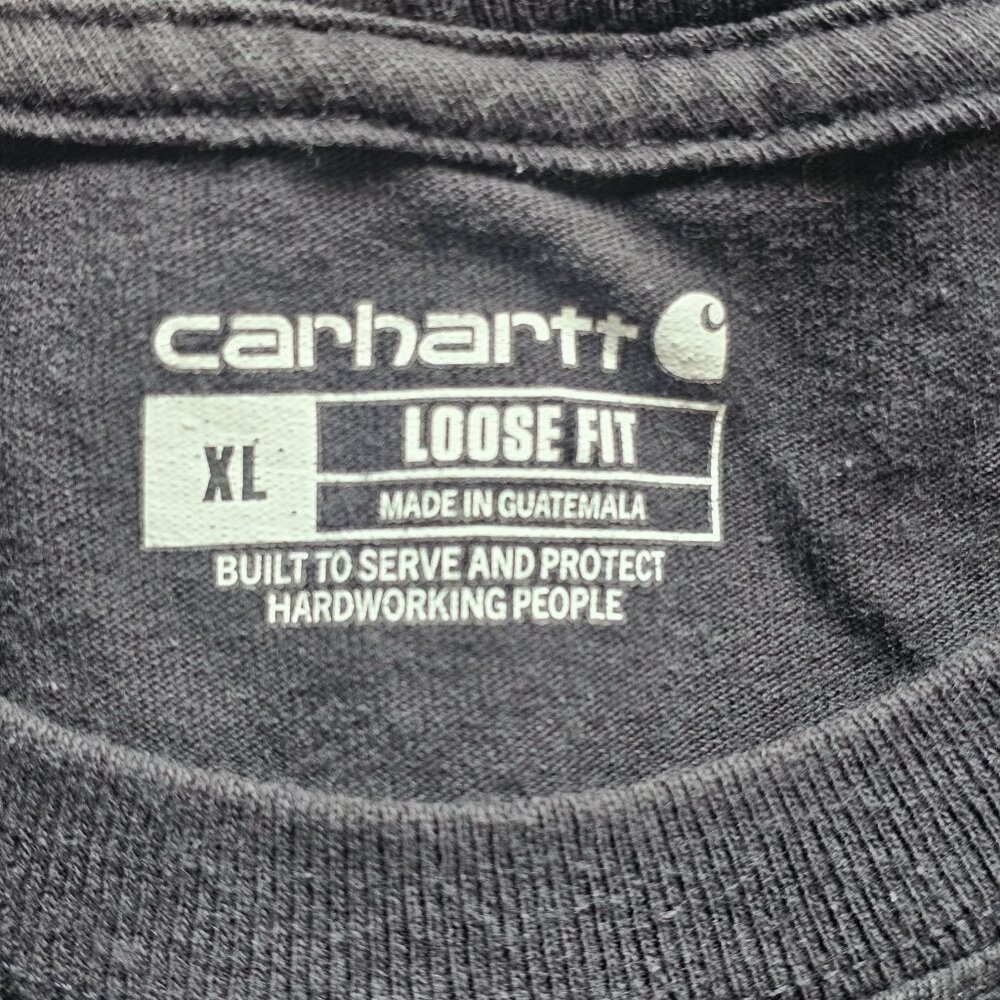 carhartt
XL
LOOSE FIT
MADE IN GUATEMALA
BUILT TO SERVE AND PROTECT
HARDWORKING PEOPLE